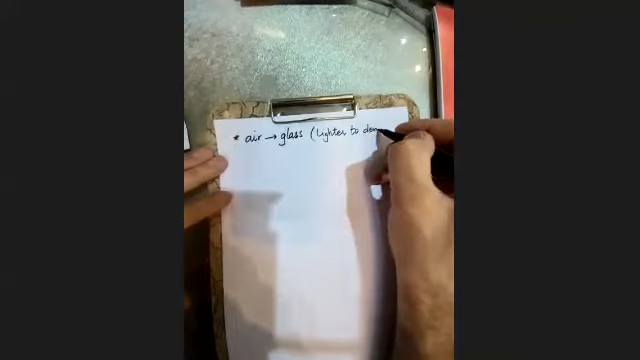 * air → glass (lighter to den